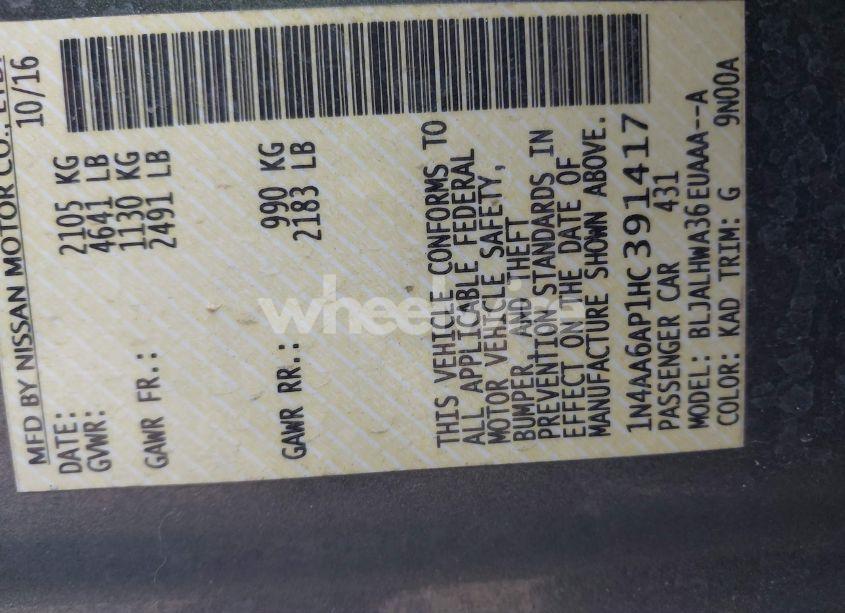 MFD BY NISSAN MOTOR CO., LTD.
DATE: 10/16
GVWR: 2105 KG
4641 LB
GAWR FR.: 1130 KG
2491 LB
GAWR RR.: 990 KG
2183 LB
THIS VEHICLE CONFORMS TO
ALL APPLICABLE FEDERAL
MOTOR VEHICLE SAFETY,
BUMPER, AND THEFT
PREVENTION STANDARDS IN
EFFECT ON THE DATE OF
MANUFACTURE SHOWN ABOVE.
1N4AA6AP1HC391417
PASSENGER CAR 431
MODEL: BLJALHWA36EUAAA--A
COLOR: KAD TRIM: G 9N00A